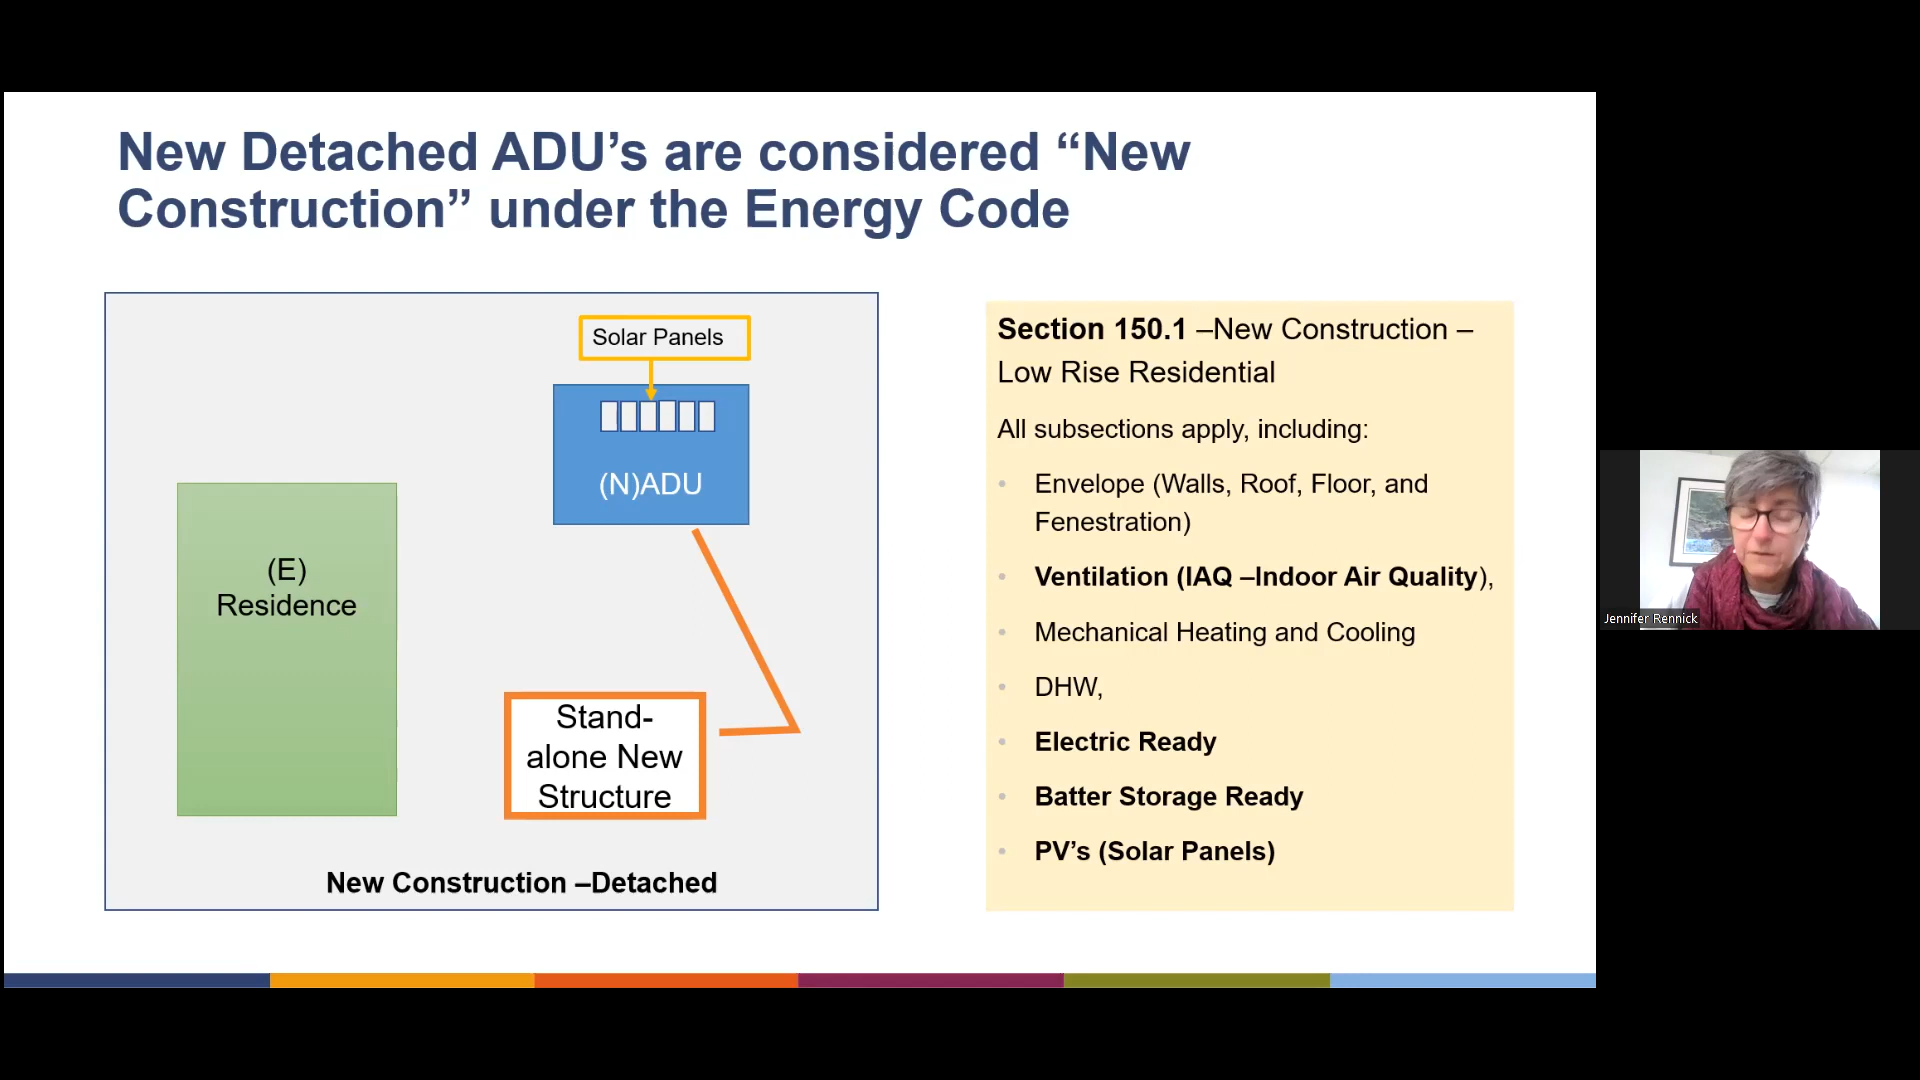 New Detached ADU’s are considered “New
Construction” under the Energy Code
Solar Panels
(N)ADU
(E)
Residence
Stand-
alone New
Structure
New Construction –Detached
Section 150.1 –New Construction –
Low Rise Residential
All subsections apply, including:
• Envelope (Walls, Roof, Floor, and
Fenestration)
• Ventilation (IAQ –Indoor Air Quality),
• Mechanical Heating and Cooling
• DHW,
• Electric Ready
• Batter Storage Ready
• PV’s (Solar Panels)
Jennifer Rennick